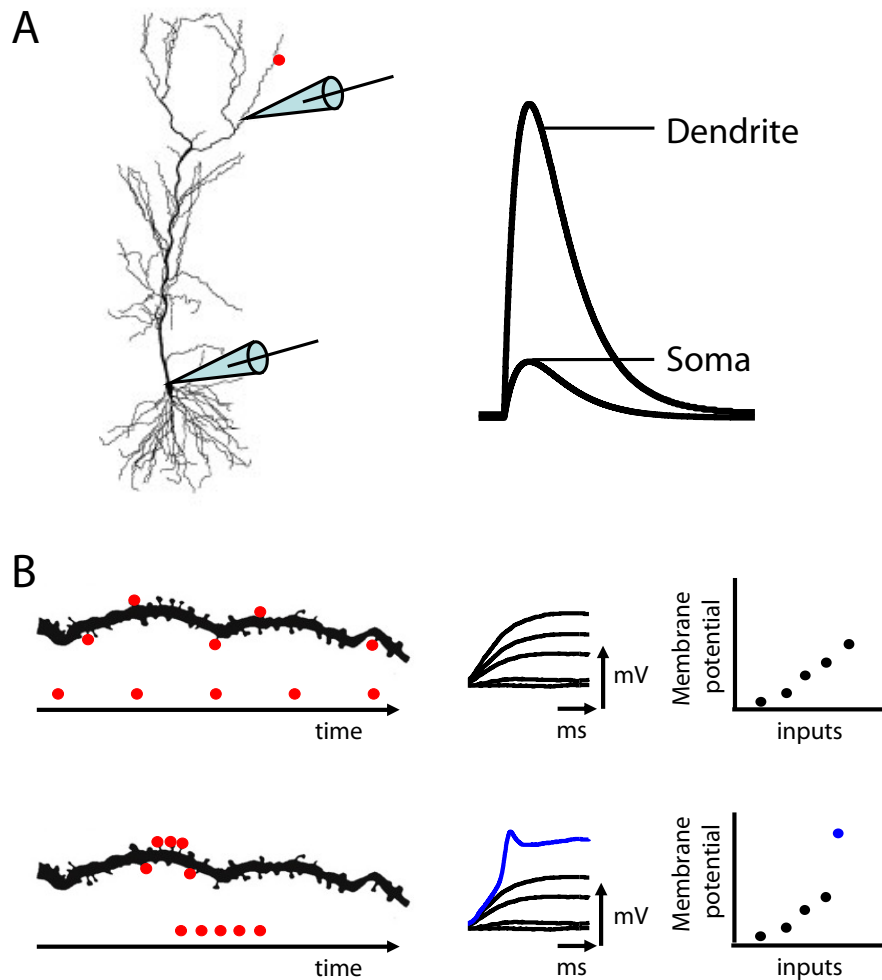 A
Dendrite
Soma
B
Membrane
potential
mV
ms
time
inputs
Membrane
potential
mV
ms
time
inputs